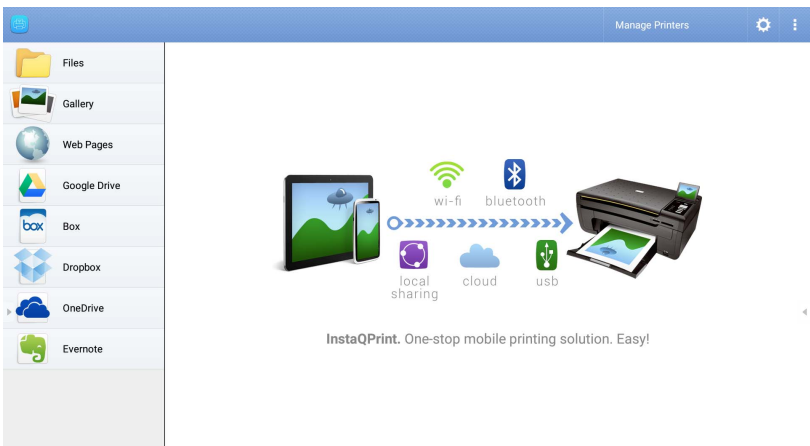 Manage Printers
Files
Gallery
Web Pages
Google Drive
box
Box
Dropbox
OneDrive
Evernote
wi-fi
bluetooth
local
sharing
cloud
usb
InstaQPrint. One-stop mobile printing solution. Easy!